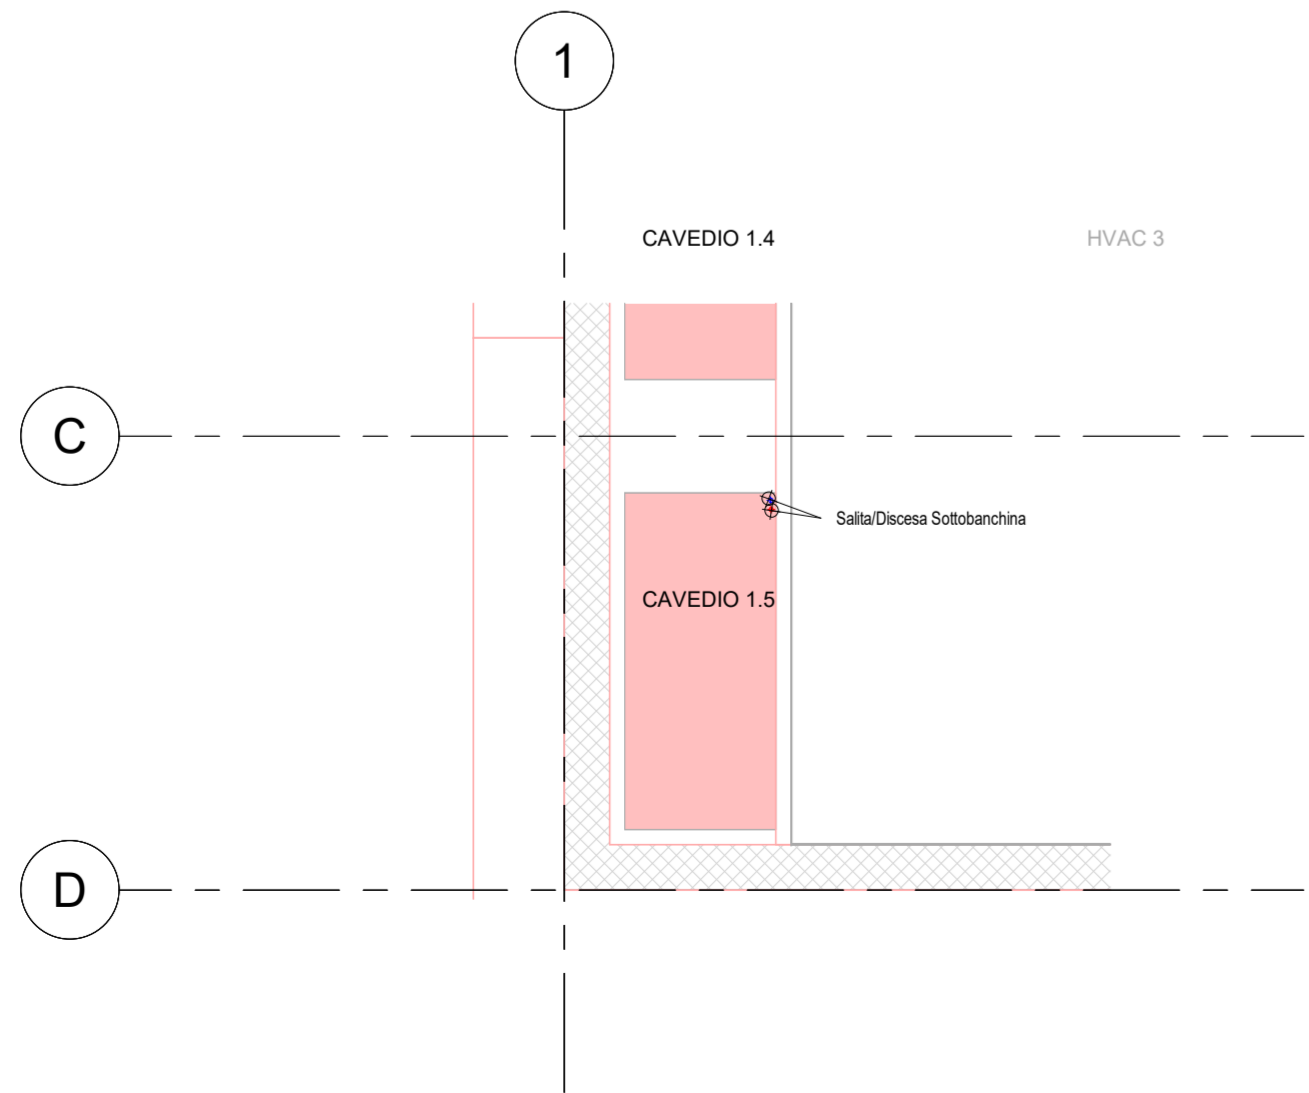 1
CAVEDIO 1.4
HVAC 3
C
Salita/Discesa Sottobanchina
CAVEDIO 1.5
D